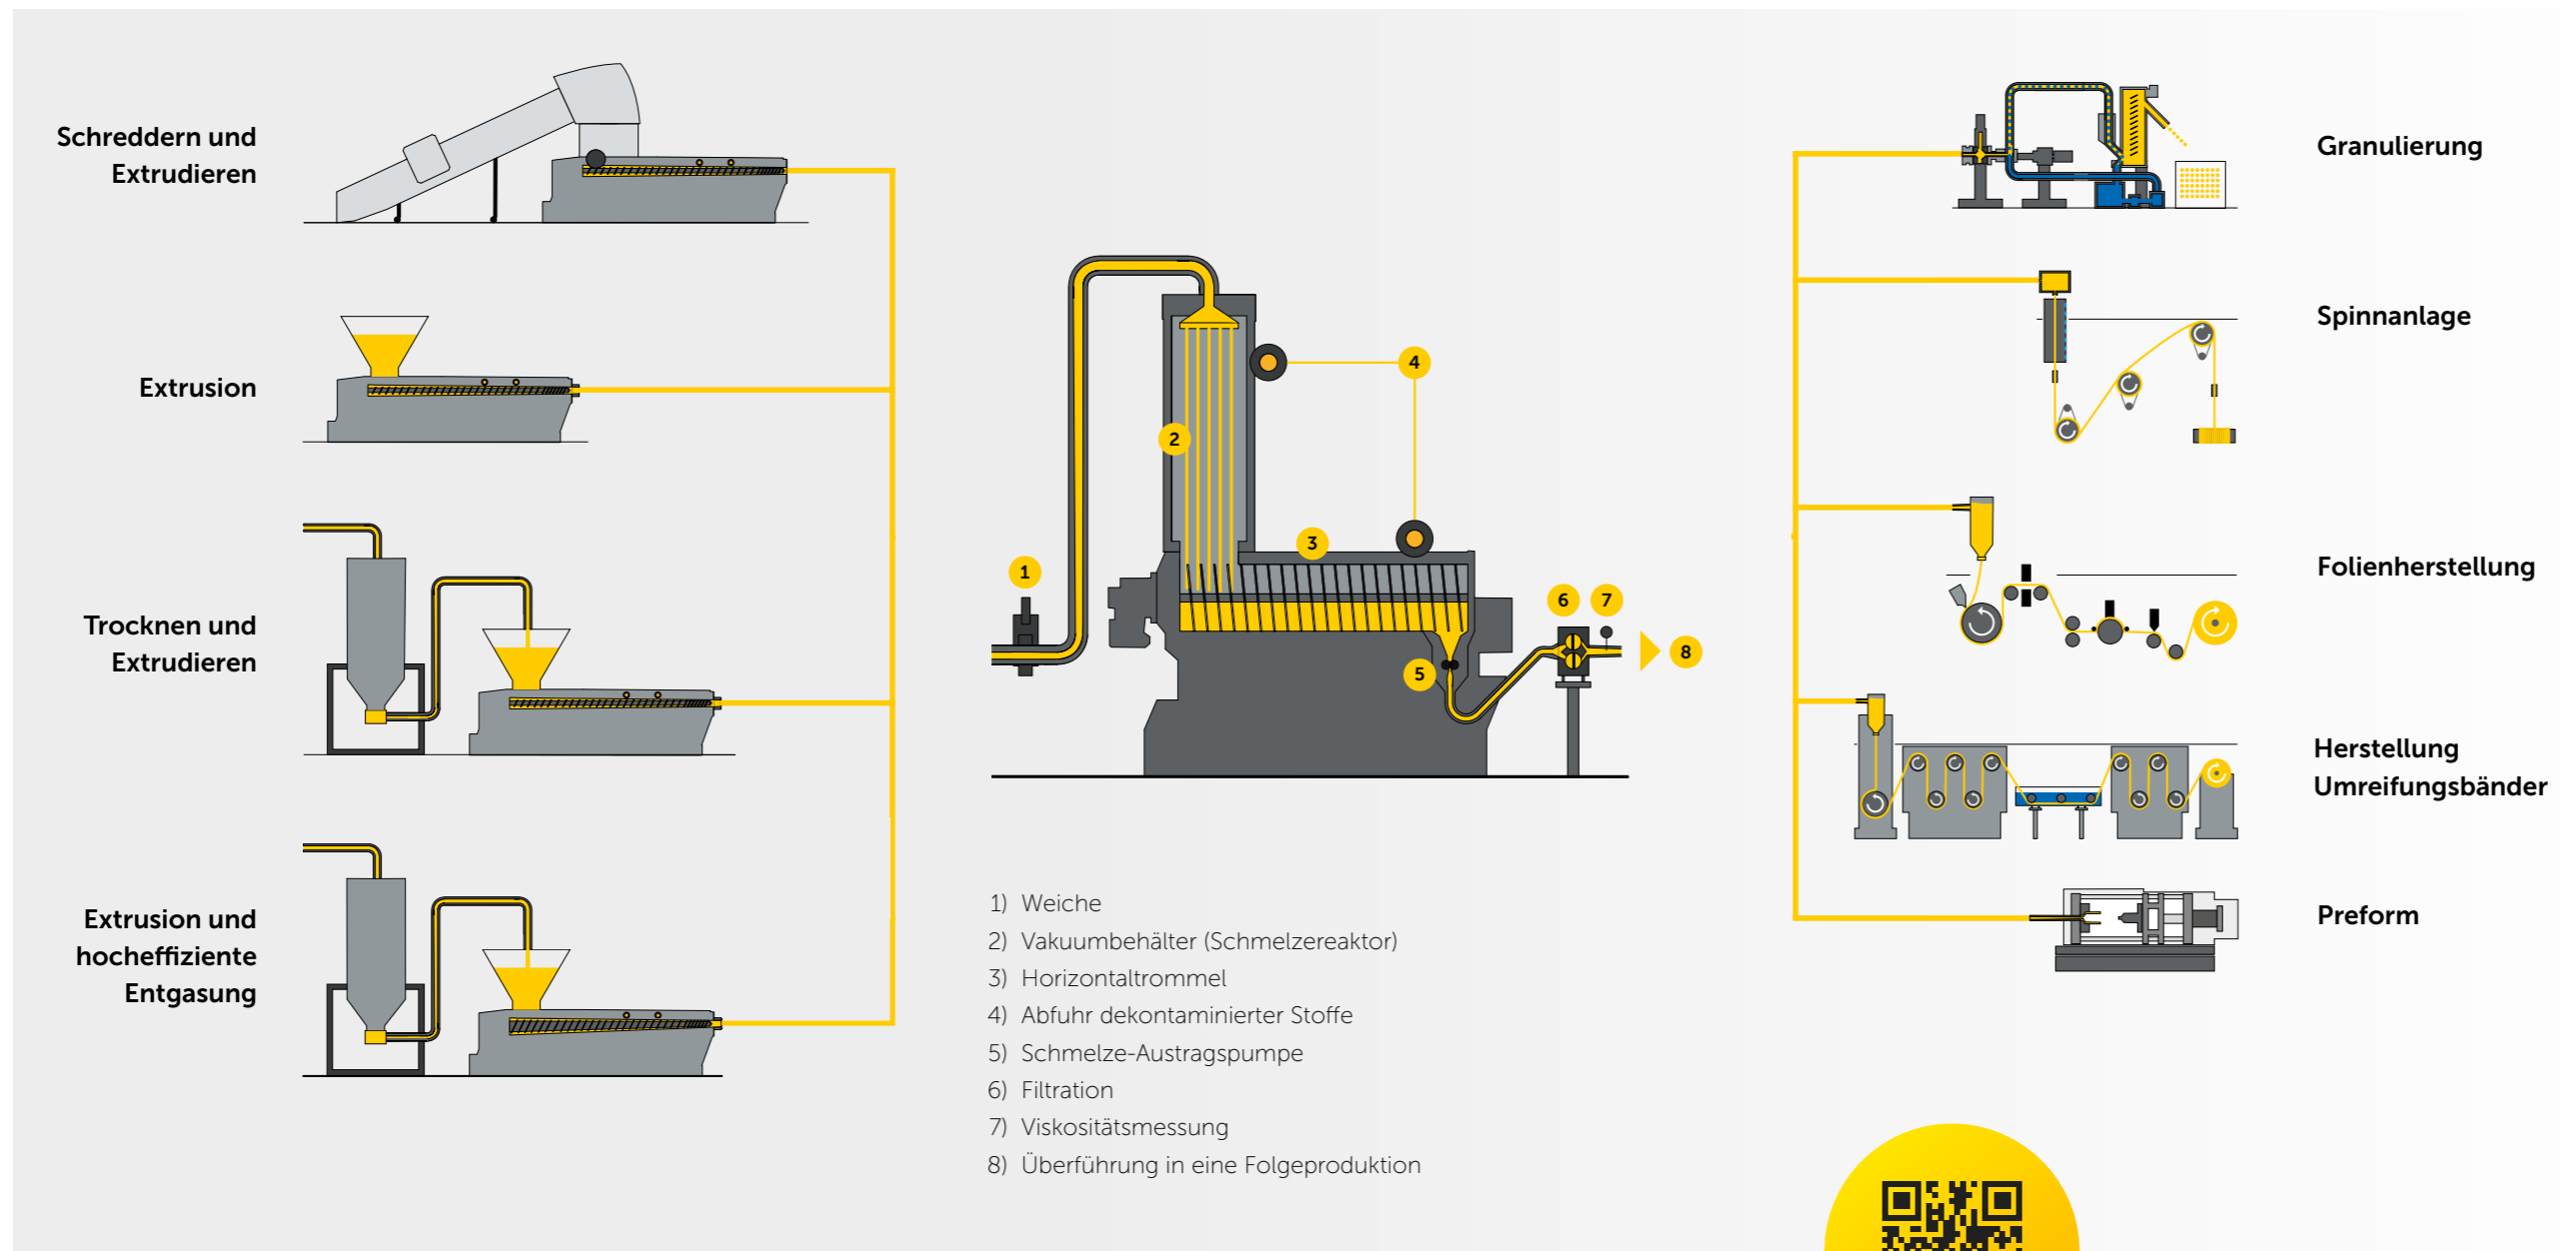 Schreddern und
Extrudieren
Extrusion
Trocknen und
Extrudieren
Extrusion und
hocheffiziente
Entgasung
1
2
3
4
5
6
7
8
1) Weiche
2) Vakuumbehälter (Schmelzereaktor)
3) Horizontaltrommel
4) Abfuhr dekontaminierter Stoffe
5) Schmelze-Austragspumpe
6) Filtration
7) Viskositätsmessung
8) Überführung in eine Folgeproduktion
Granulierung
Spinnanlage
Folienherstellung
Herstellung
Umreifungsbänder
Preform